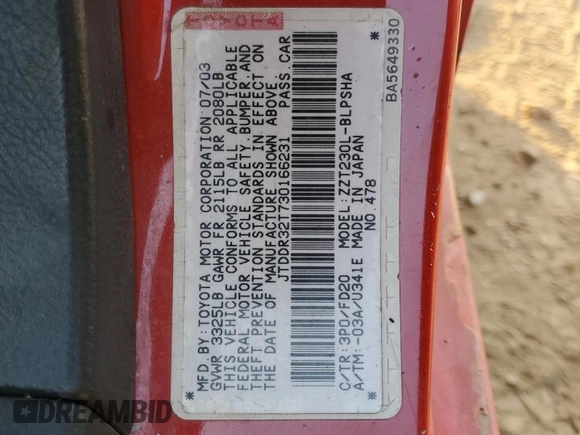 TOYOTA
MFD.BY:TOYOTA MOTOR CORPORATION 07/03
GVWR 3325LB GAWR FR 2115LB RR 2080LB
THIS VEHICLE CONFORMS TO ALL APPLICABLE
FEDERAL MOTOR VEHICLE SAFETY,BUMPER,AND
THEFT PREVENTION STANDARDS IN EFFECT ON
THE DATE OF MANUFACTURE SHOWN ABOVE.
JTDDR32T730166231 PASS.CAR
C/TR:3P0/FD20 MODEL:ZZT230L-BLPSHA
A/TM:-03A/U341E MADE IN JAPAN
NO.478
* BA5649330 *
DREAMBID